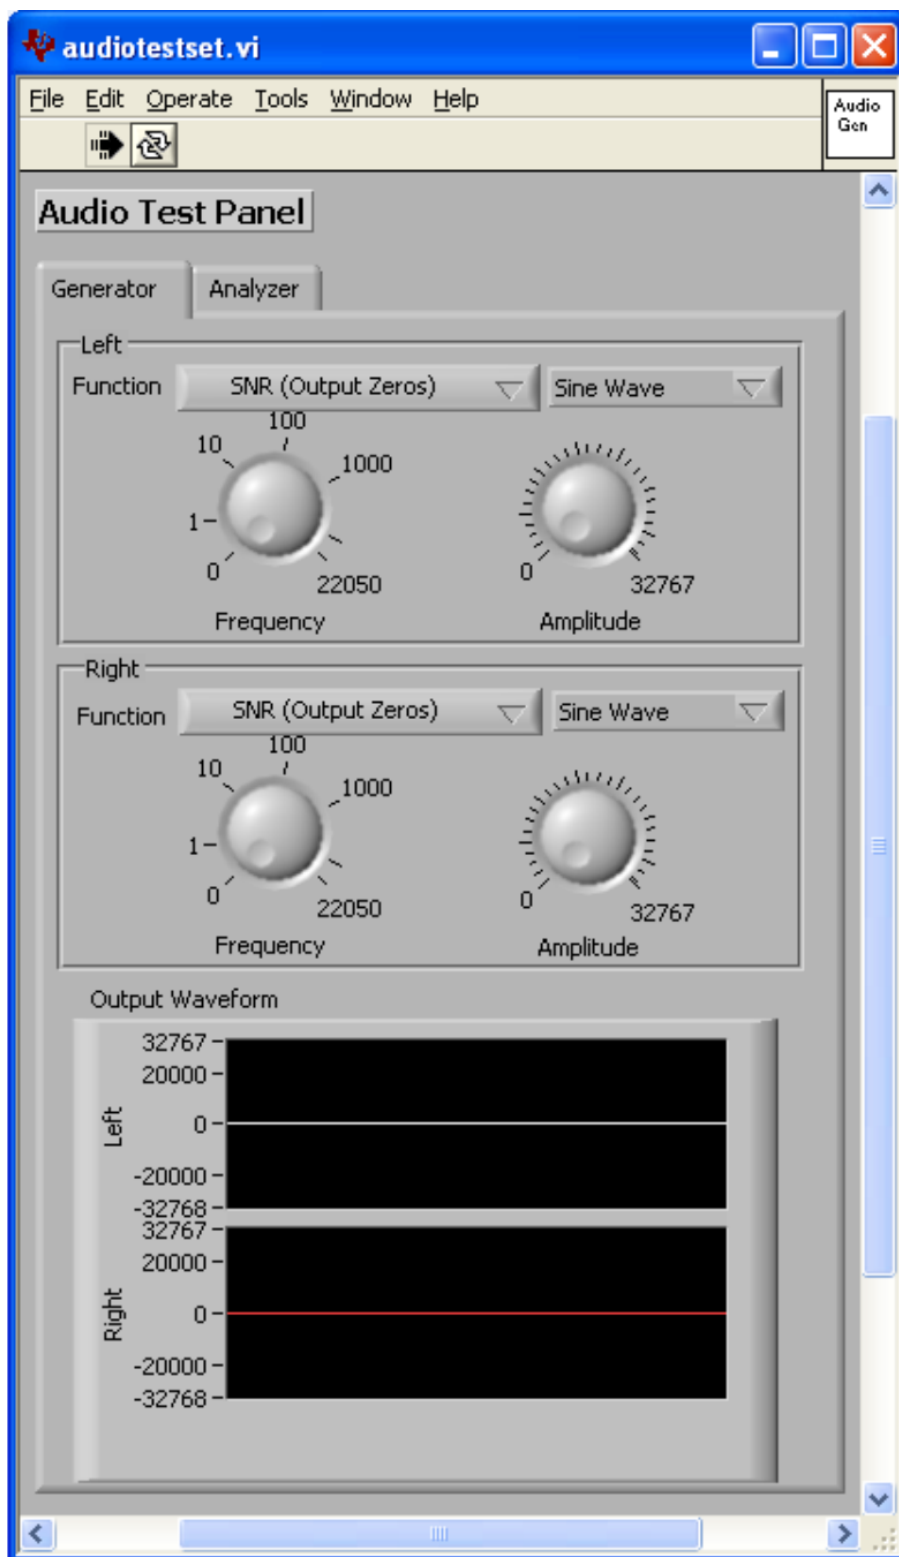 audiotestset.vi
File Edit Operate Tools Window Help
Audio
Gen
Audio Test Panel
Generator Analyzer
Left
Function SNR (Output Zeros) Sine Wave
100
10 1000
1
0 22050 0 32767
Frequency Amplitude
Right
Function SNR (Output Zeros) Sine Wave
100
10 1000
1
0 22050 0 32767
Frequency Amplitude
Output Waveform
32767
20000
Left
0
-20000
-32768
32767
20000
Right
0
-20000
-32768